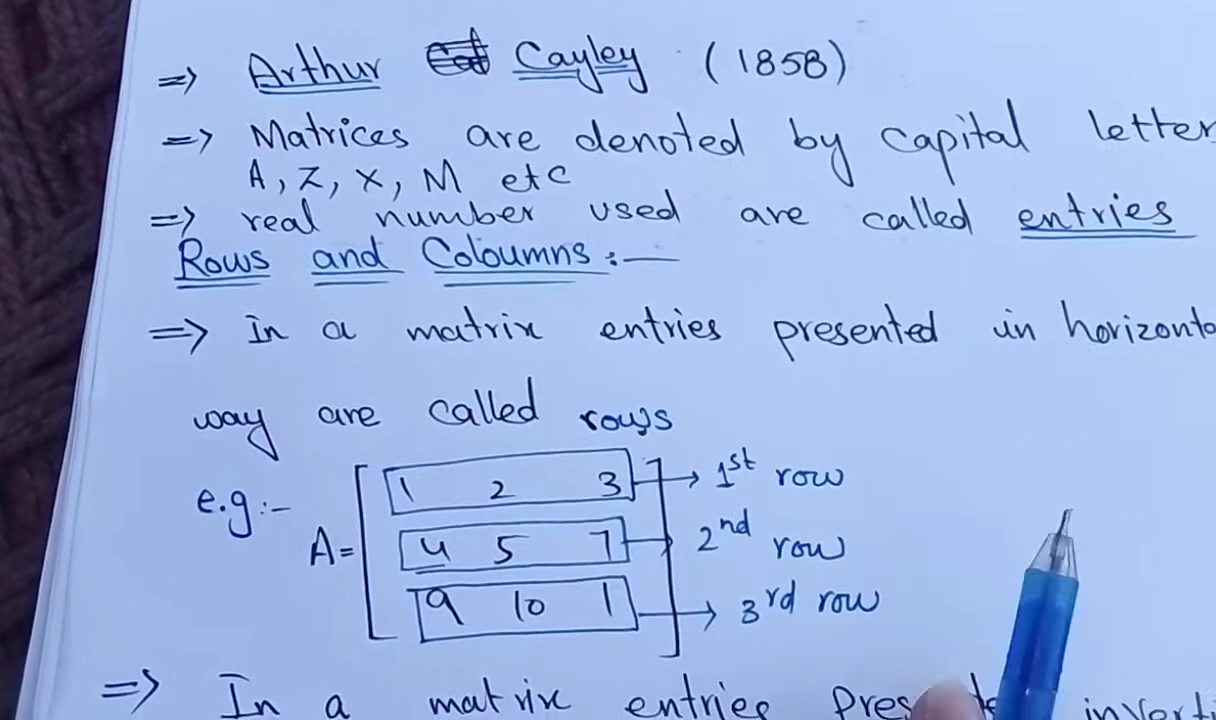 => Arthur Cayley (1858)
=> Matrices are denoted by capital letter
A, Z, X, M etc
=> real number used are called entries
Rows and Coloumns :—
=> In a matrix entries presented in horizonta
way are called rows
e.g :-
A =
1 2 3 → 1st row
4 5 7 → 2nd row
9 10 1 → 3rd row
=> In a matrix entries